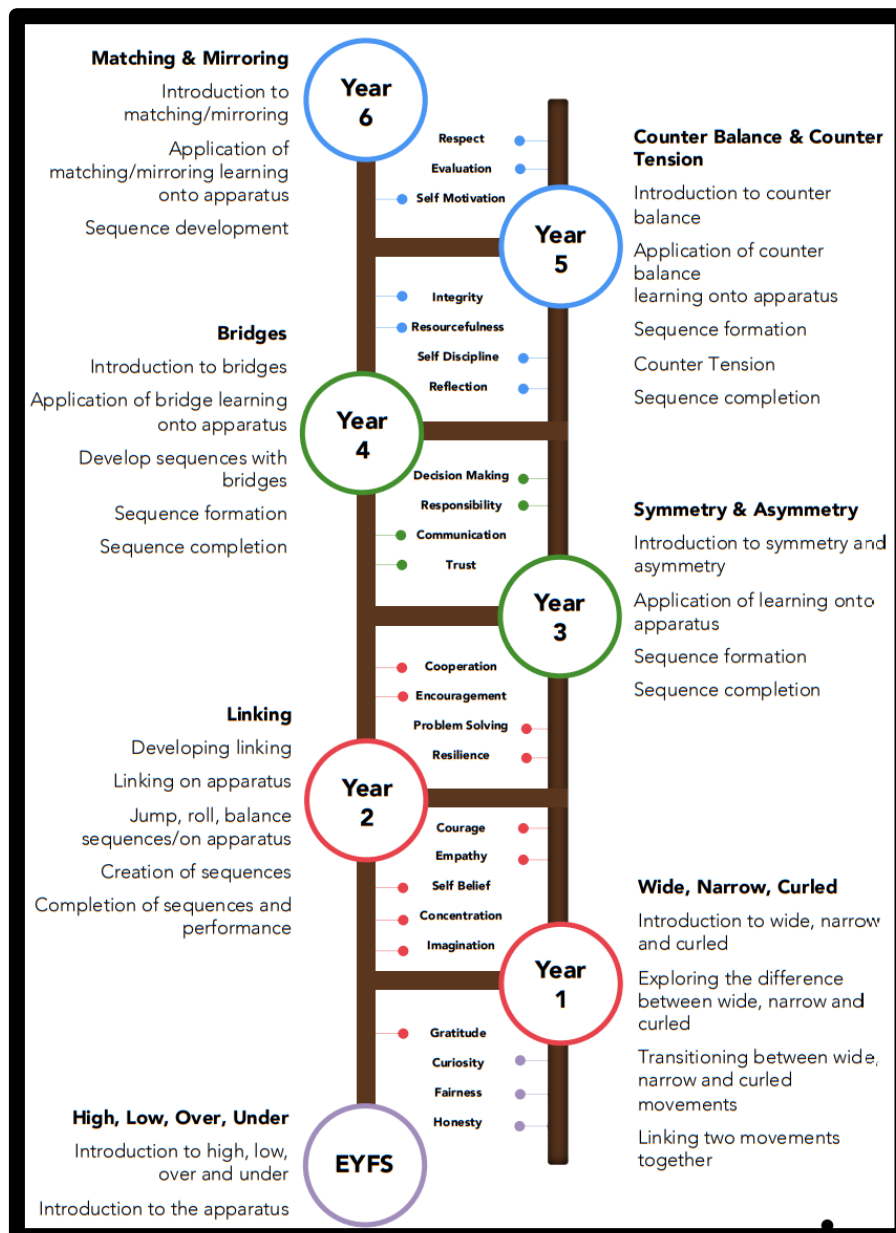 Matching & Mirroring
Introduction to
matching/mirroring
Application of
matching/mirroring learning
onto apparatus
Sequence development
Year
6
Respect
Evaluation
Self Motivation
Counter Balance & Counter
Tension
Introduction to counter
balance
Application of counter
balance
learning onto apparatus
Sequence formation
Counter Tension
Sequence completion
Year
5
Integrity
Resourcefulness
Self Discipline
Reflection
Bridges
Introduction to bridges
Application of bridge learning
onto apparatus
Develop sequences with
bridges
Sequence formation
Sequence completion
Year
4
Decision Making
Responsibility
Communication
Trust
Symmetry & Asymmetry
Introduction to symmetry and
asymmetry
Application of learning onto
apparatus
Sequence formation
Sequence completion
Year
3
Cooperation
Encouragement
Problem Solving
Resilience
Linking
Developing linking
Linking on apparatus
Jump, roll, balance
sequences/on apparatus
Creation of sequences
Completion of sequences and
performance
Year
2
Courage
Empathy
Self Belief
Concentration
Imagination
Wide, Narrow, Curled
Introduction to wide, narrow
and curled
Exploring the difference
between wide, narrow and
curled
Transitioning between wide,
narrow and curled
movements
Linking two movements
together
Year
1
Gratitude
Curiosity
Fairness
Honesty
High, Low, Over, Under
Introduction to high, low,
over and under
Introduction to the apparatus
EYFS